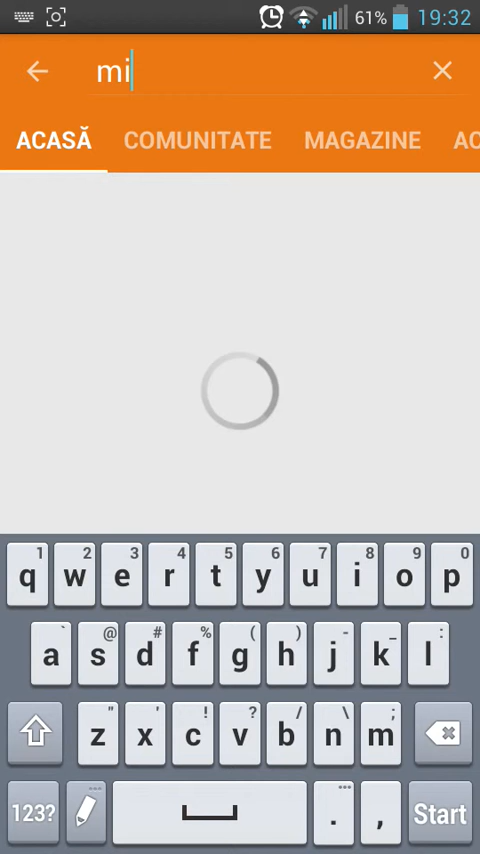 61% 19:32
mi
ACASĂ COMUNITATE MAGAZINE AC
1 2 3 4 5 6 7 8 9 0
q w e r t y u i o p
` @ # % ( ) - _ :
a s d f g h j k l
" ' ! ? / \ ;
z x c v b n m
123? . , Start